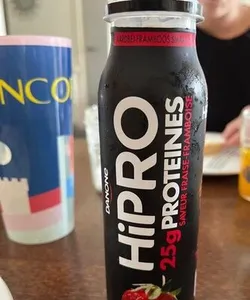 NCO
DANONE
HiPRO
25g PROTEINES
SAVEUR FRAISE-FRAMBOISE